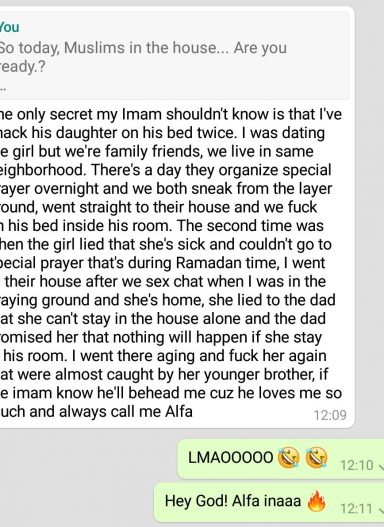 You
So today, Muslims in the house... Are you
ready.?
..
he only secret my Imam shouldn't know is that I've
hack his daughter on his bed twice. I was dating
e girl but we're family friends, we live in same
eighborhood. There's a day they organize special
rayer overnight and we both sneak from the layer
round, went straight to their house and we fuck
n his bed inside his room. The second time was
hen the girl lied that she's sick and couldn't go to
pecial prayer that's during Ramadan time, I went
their house after we sex chat when I was in the
raying ground and she's home, she lied to the dad
at she can't stay in the house alone and the dad
romised her that nothing will happen if she stay
his room. I went there aging and fuck her again
at were almost caught by her younger brother, if
e imam know he'll behead me cuz he loves me so
uch and always call me Alfa
12:09
LMAOOOOO 🤣 🤣 12:10
Hey God! Alfa inaaa 🔥 12:11